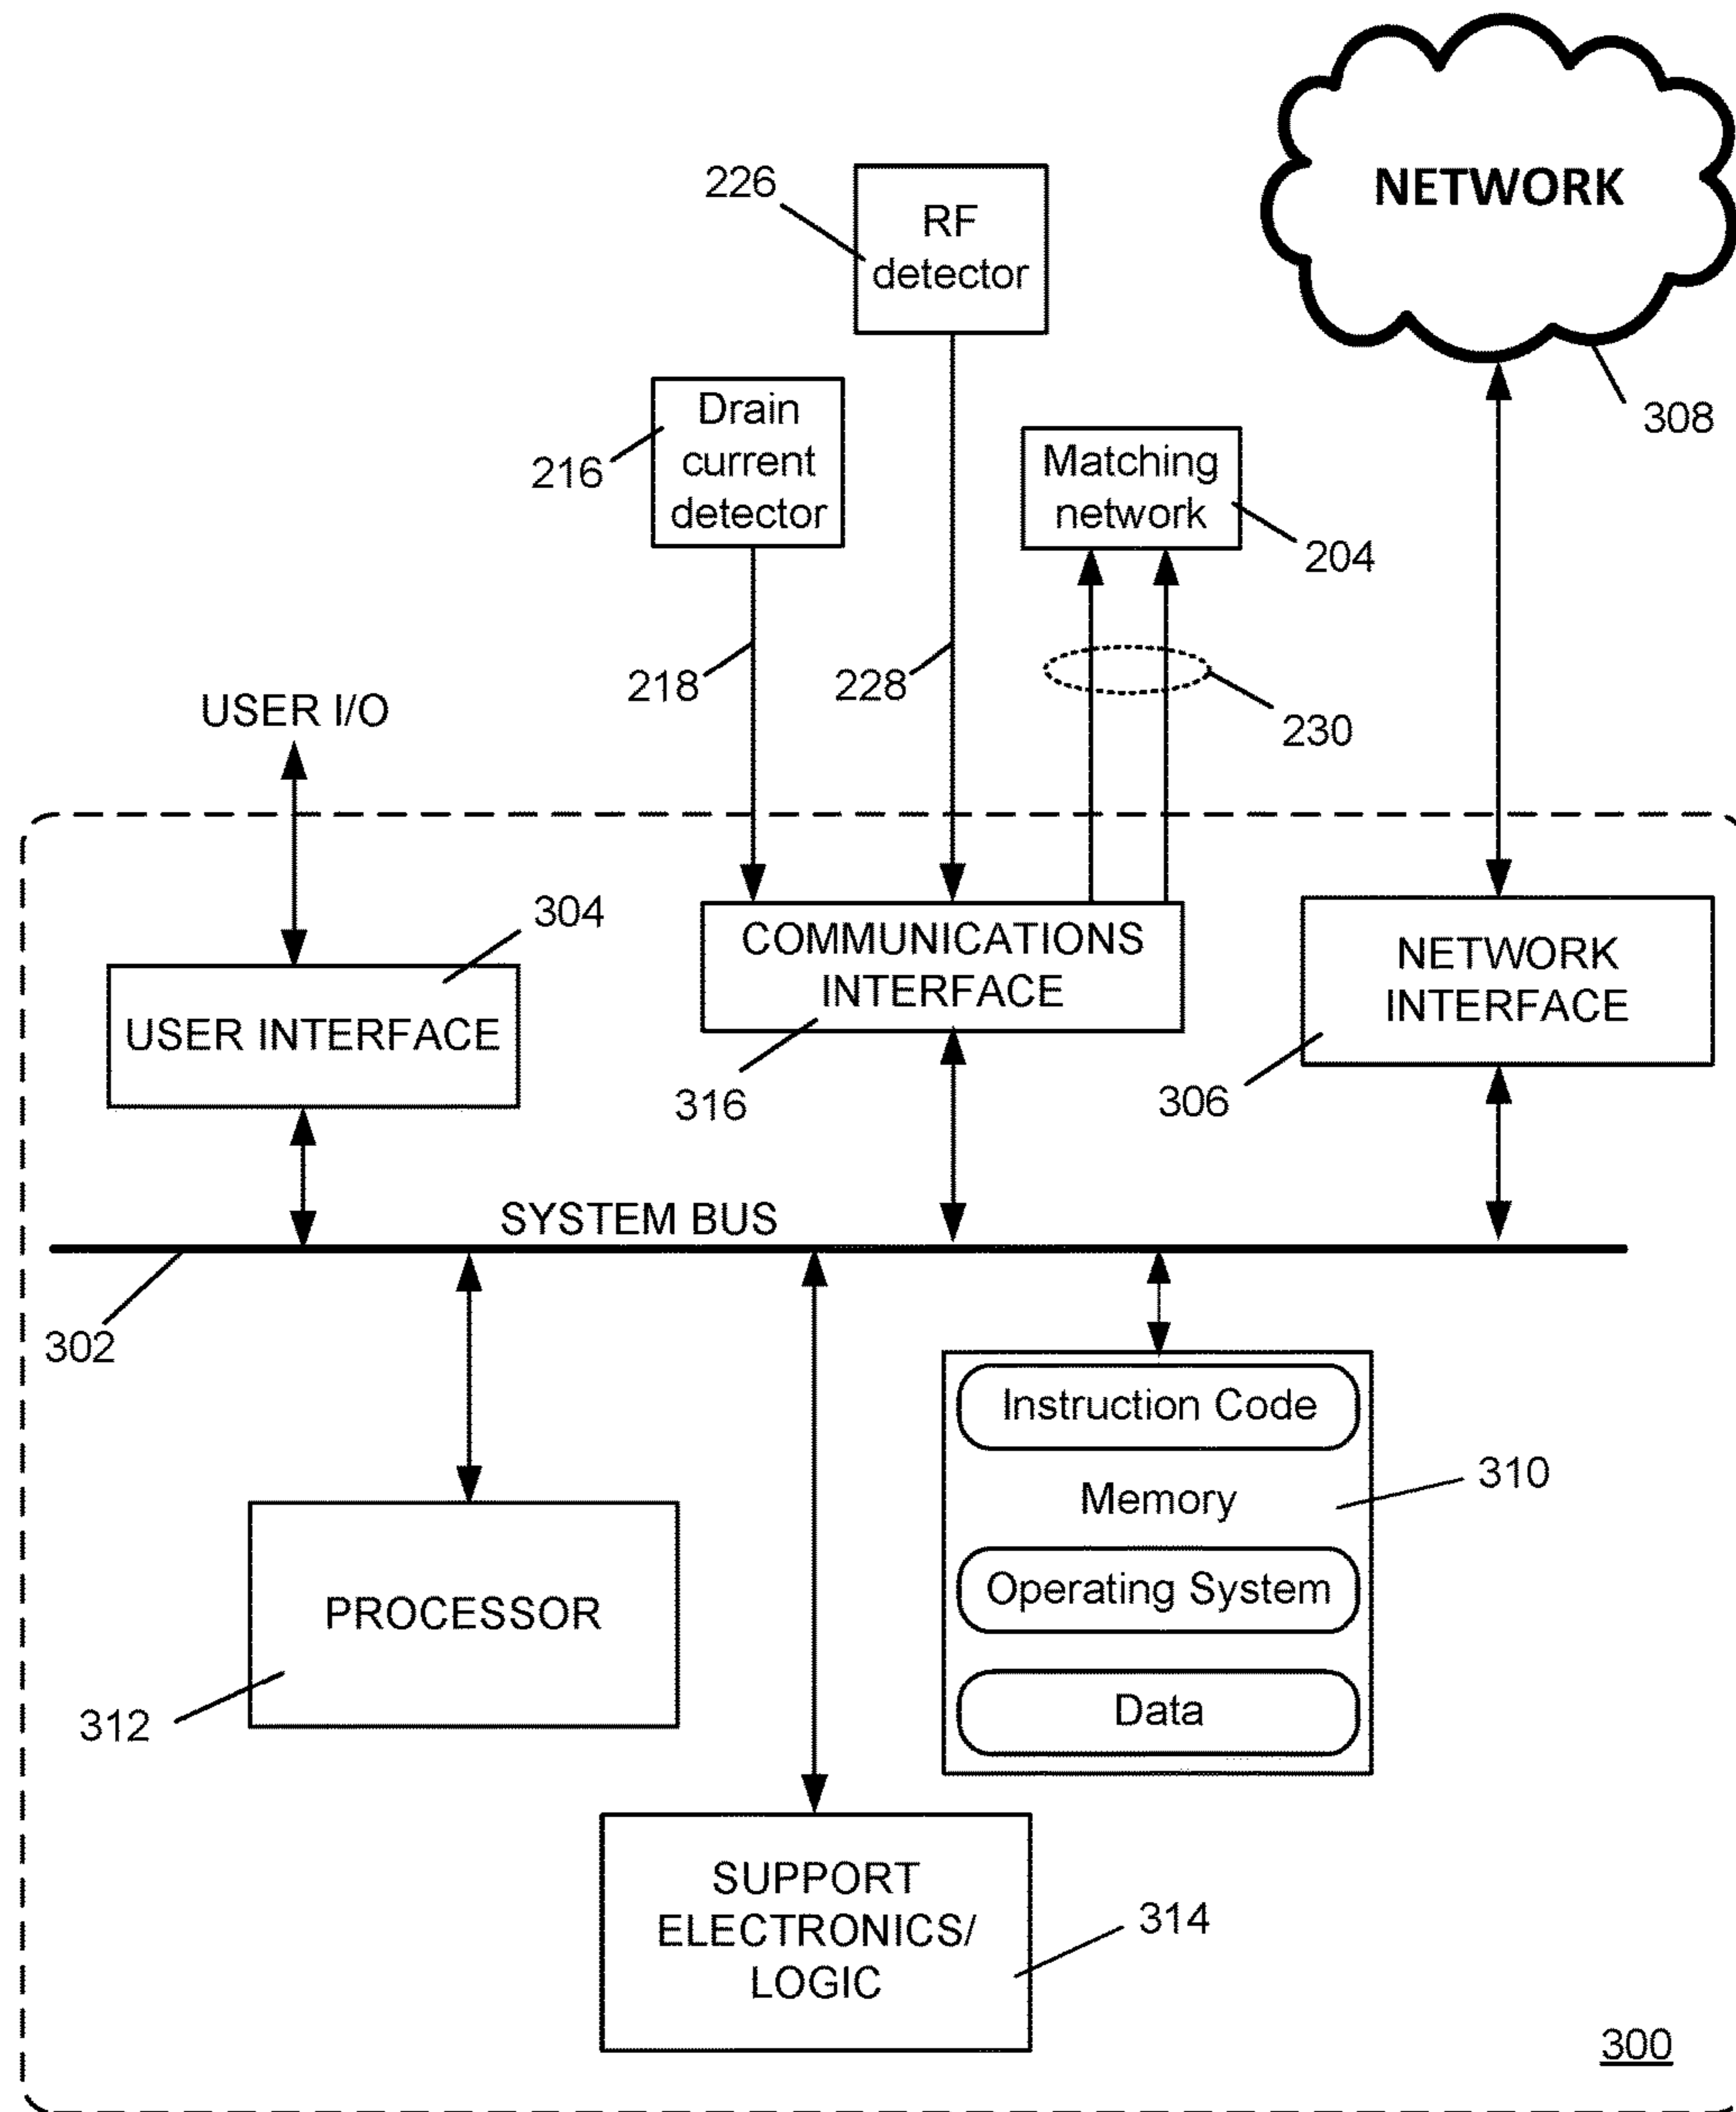 NETWORK
226
RF
detector
308
Drain
current
detector
216
Matching
network
204
218
228
230
USER I/O
304
COMMUNICATIONS
INTERFACE
NETWORK
INTERFACE
USER INTERFACE
316
306
SYSTEM BUS
302
Instruction Code
310
Memory
Operating System
PROCESSOR
Data
312
SUPPORT
ELECTRONICS/
LOGIC
314
300